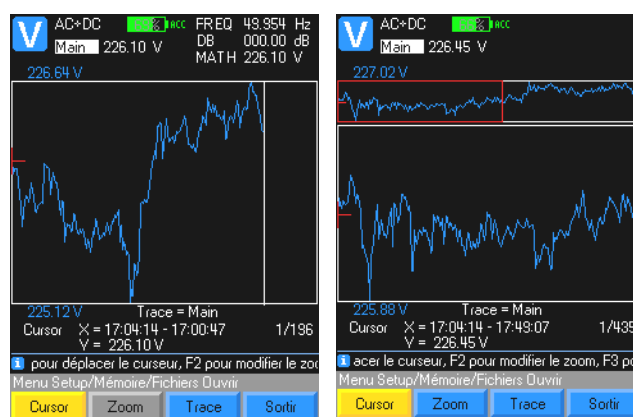 V AC+DC ACC FREQ 49.954 Hz
Main 226.10 V DB 000.00 dB
MATH 226.10 V
226.64 V
225.12 V Trace = Main
Cursor X = 17:04:14 - 17:00:47 1/196
Y = 226.10 V
pour déplacer le curseur, F2 pour modifier le zoo
Menu Setup/Mémoire/Fichiers Ouvrir
Cursor Zoom Trace Sortir
V AC+DC ACC
Main 226.45 V
227.02 V
225.88 V Trace = Main
Cursor X = 17:04:14 - 17:49:07 1/439
Y = 226.45 V
acer le curseur, F2 pour modifier le zoom, F3 po
Menu Setup/Mémoire/Fichiers Ouvrir
Cursor Zoom Trace Sortir